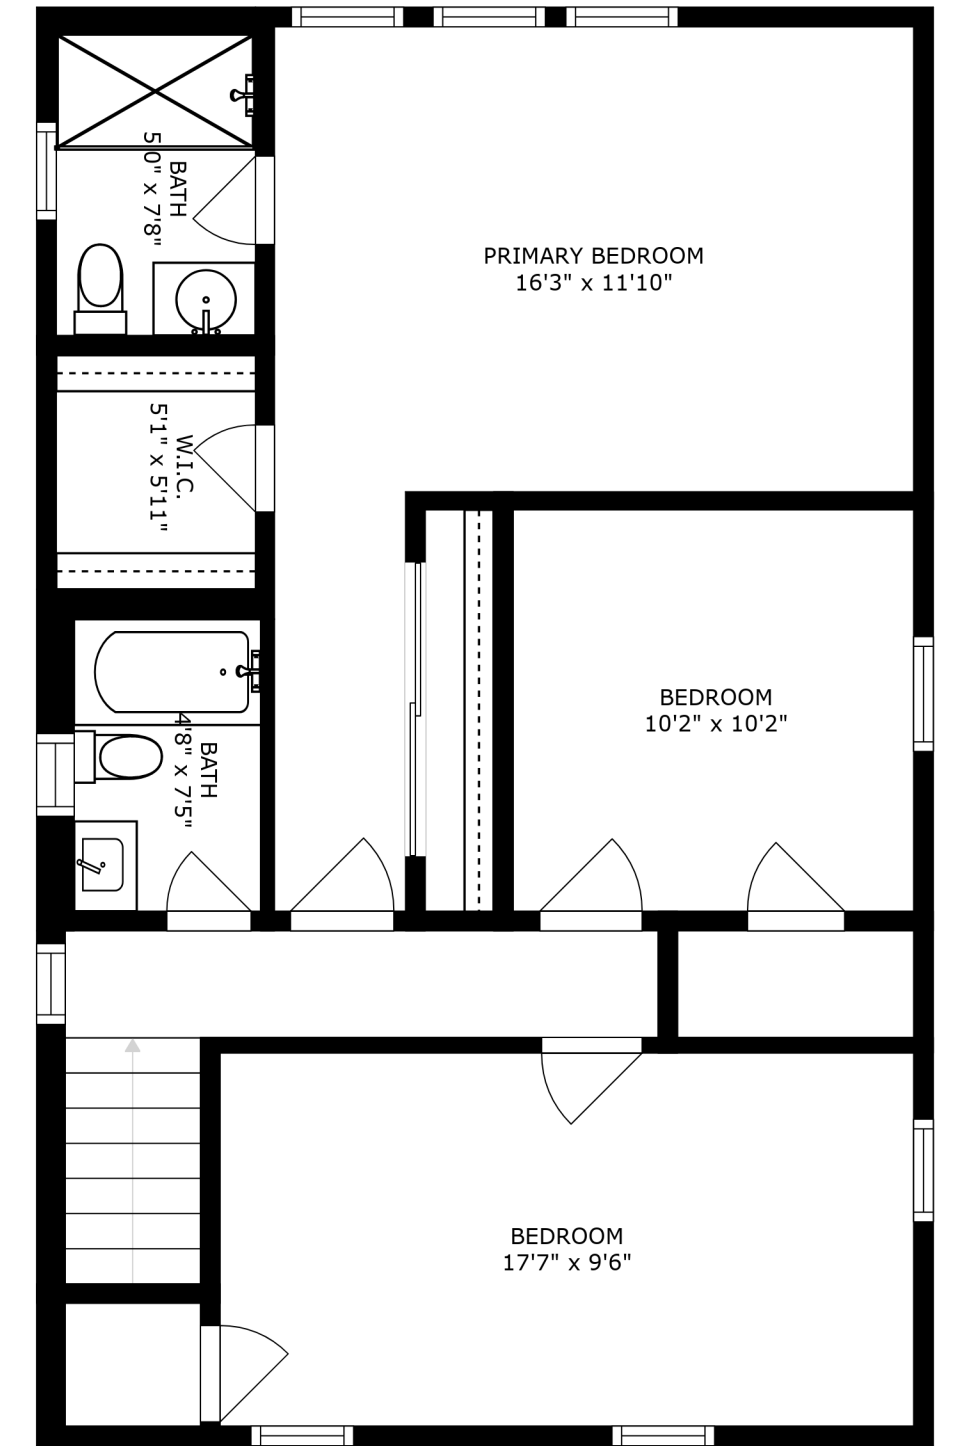 BATH
5'0" x 7'8"
PRIMARY BEDROOM
16'3" x 11'10"
W.I.C.
5'1" x 5'11"
BEDROOM
10'2" x 10'2"
BATH
4'8" x 7'5"
BEDROOM
17'7" x 9'6"